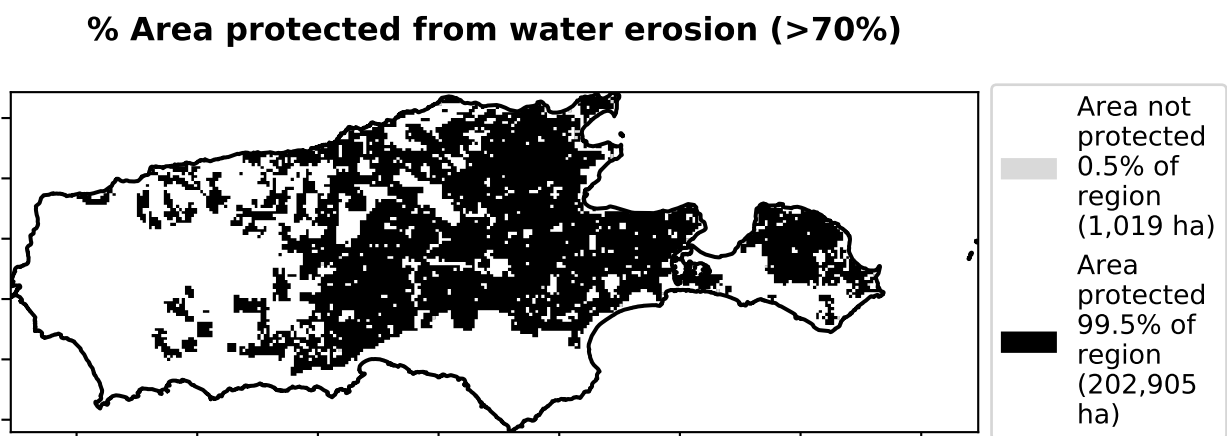 % Area protected from water erosion (>70%)
Area not
protected
0.5% of
region
(1,019 ha)
Area
protected
99.5% of
region
(202,905
ha)